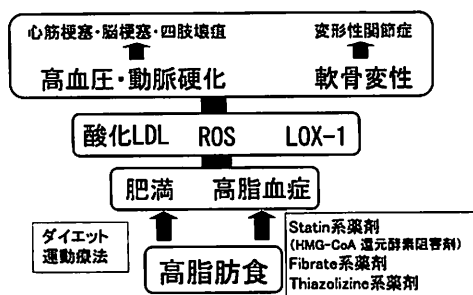 心筋梗塞・脳梗塞・四肢壊疽 変形性関節症
高血圧・動脈硬化 軟骨変性
酸化LDL ROS LOX-1
肥満 高脂血症
ダイエット
運動療法
高脂肪食
Statin系薬剤
(HMG-CoA 還元酵素阻害剤)
Fibrate系薬剤
Thiazolizine系薬剤